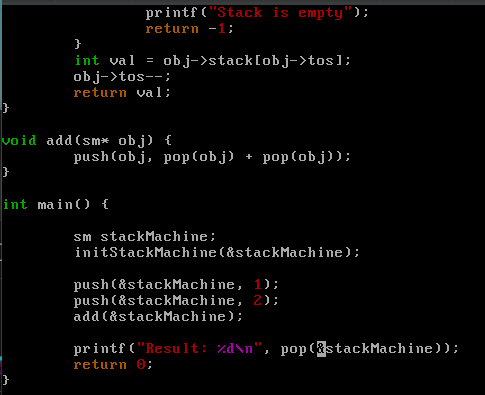 printf("Stack is empty");
return -1;
}
int val = obj->stack[obj->tos];
obj->tos--;
return val;
}
void add(sm* obj) {
push(obj, pop(obj) + pop(obj));
}
int main() {
sm stackMachine;
initStackMachine(&stackMachine);
push(&stackMachine, 1);
push(&stackMachine, 2);
add(&stackMachine);
printf("Result: %d\n", pop(&stackMachine));
return 0;
}